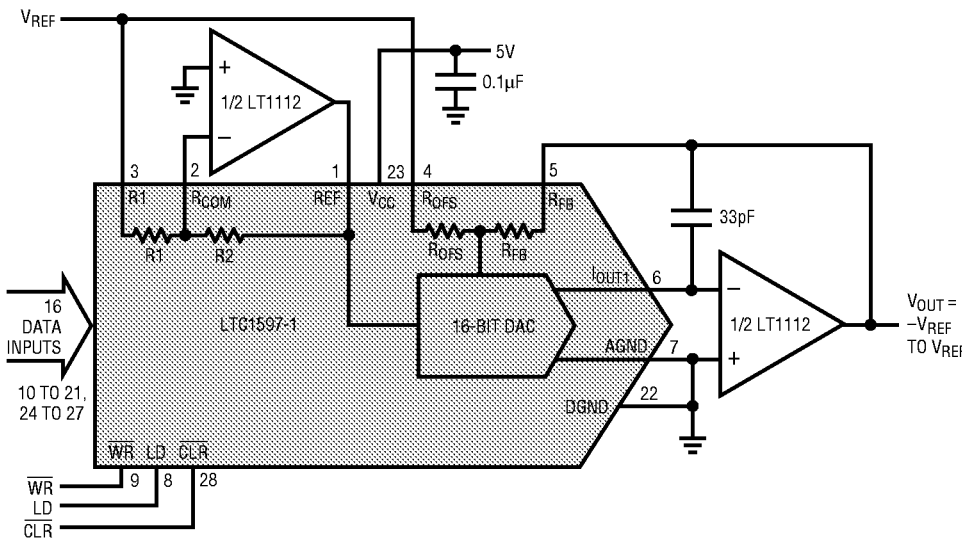 VREF
5V
0.1µF
+
1/2 LT1112
–
3
2
1
23
4
5
R1
RCOM
REF
VCC
ROFS
RFB
33pF
R1
R2
ROFS
RFB
IOUT1
6
–
1/2 LT1112
+
VOUT =
–VREF
TO VREF
16
DATA
INPUTS
LTC1597-1
16-BIT DAC
AGND
7
10 TO 21,
24 TO 27
DGND
22
WR
LD
CLR
9
8
28
WR
LD
CLR